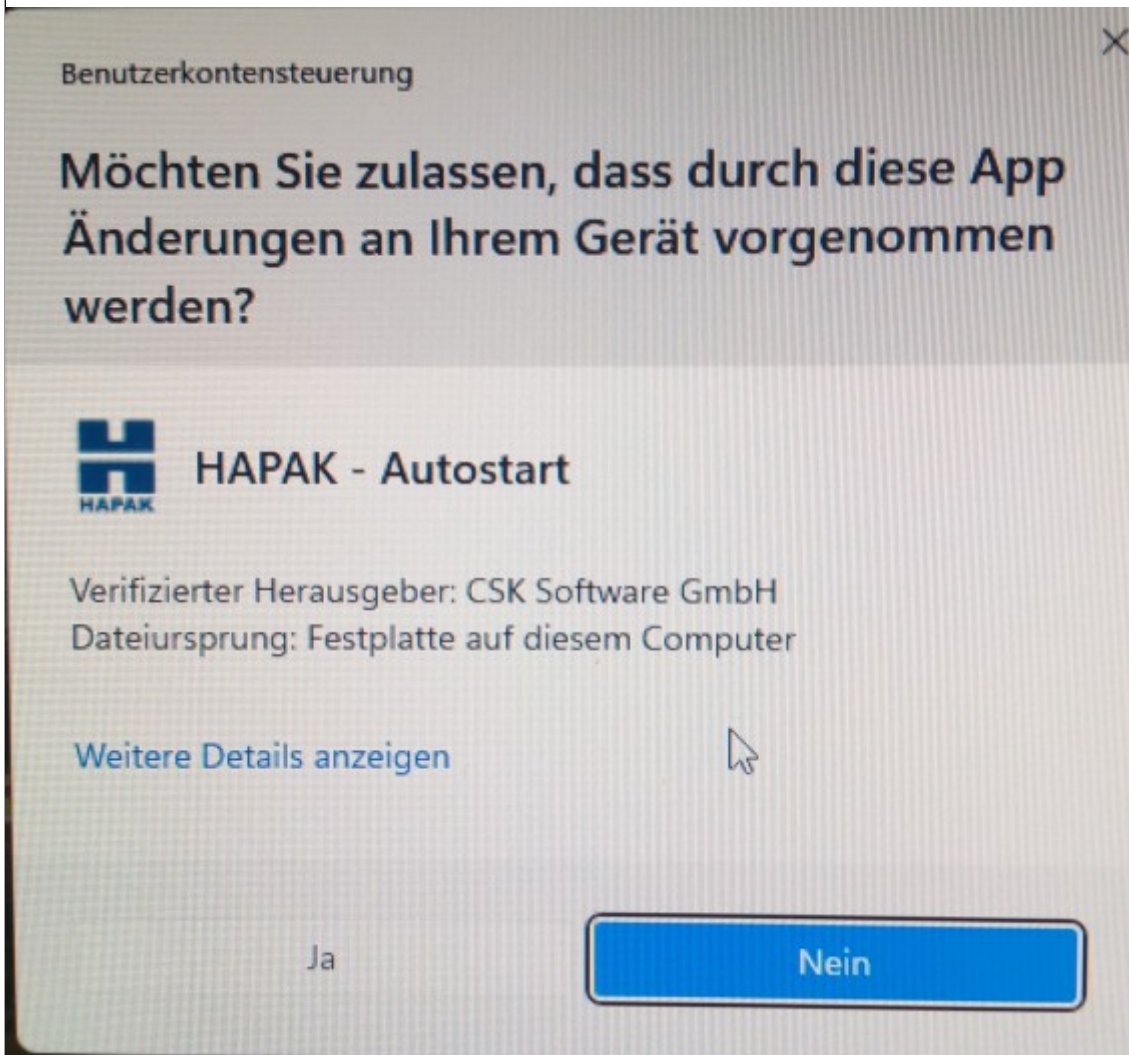 Benutzerkontensteuerung
Möchten Sie zulassen, dass durch diese App
Änderungen an Ihrem Gerät vorgenommen
werden?
HAPAK - Autostart
HAPAK
Verifizierter Herausgeber: CSK Software GmbH
Dateiursprung: Festplatte auf diesem Computer
Weitere Details anzeigen
Ja
Nein